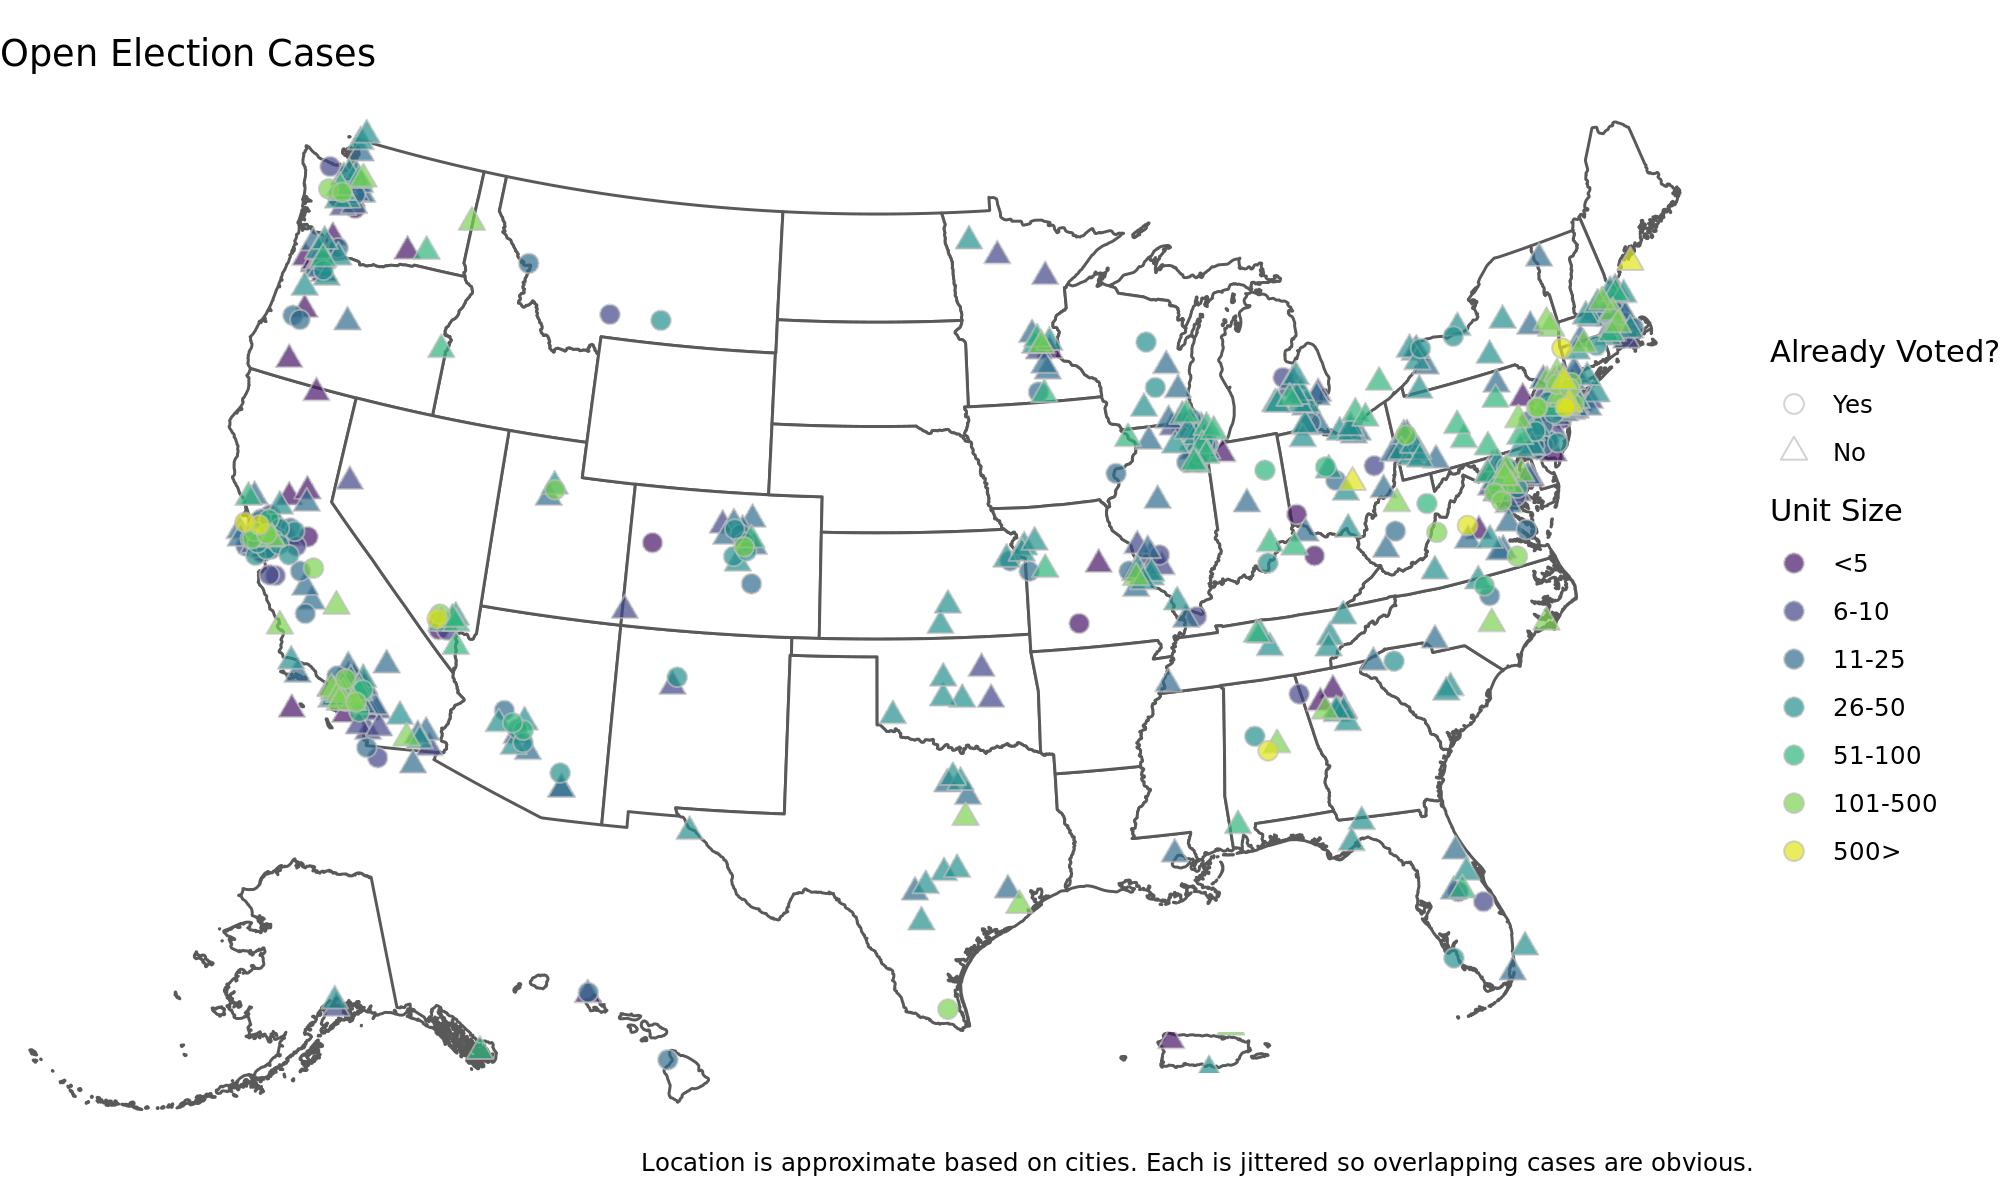 Open Election Cases
Already Voted?
Yes
No
Unit Size
<5
6-10
11-25
26-50
51-100
101-500
500>
Location is approximate based on cities. Each is jittered so overlapping cases are obvious.